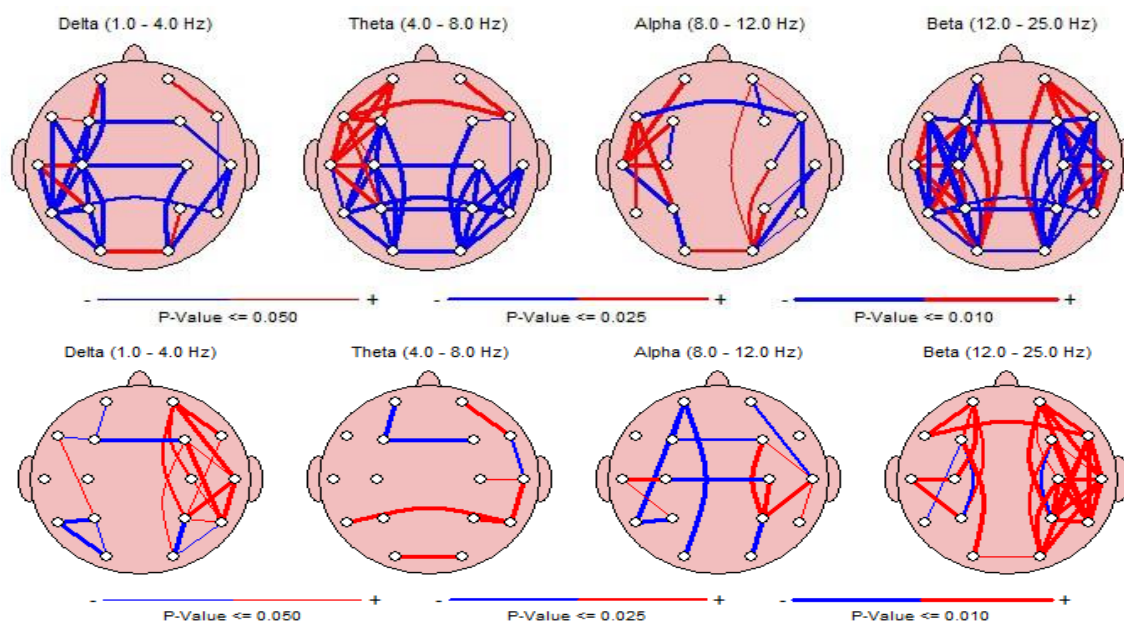 Delta (1.0 - 4.0 Hz) Theta (4.0 - 8.0 Hz) Alpha (8.0 - 12.0 Hz) Beta (12.0 - 25.0 Hz)
- + - + - +
P-Value <= 0.050 P-Value <= 0.025 P-Value <= 0.010
Delta (1.0 - 4.0 Hz) Theta (4.0 - 8.0 Hz) Alpha (8.0 - 12.0 Hz) Beta (12.0 - 25.0 Hz)
- + - + - +
P-Value <= 0.050 P-Value <= 0.025 P-Value <= 0.010